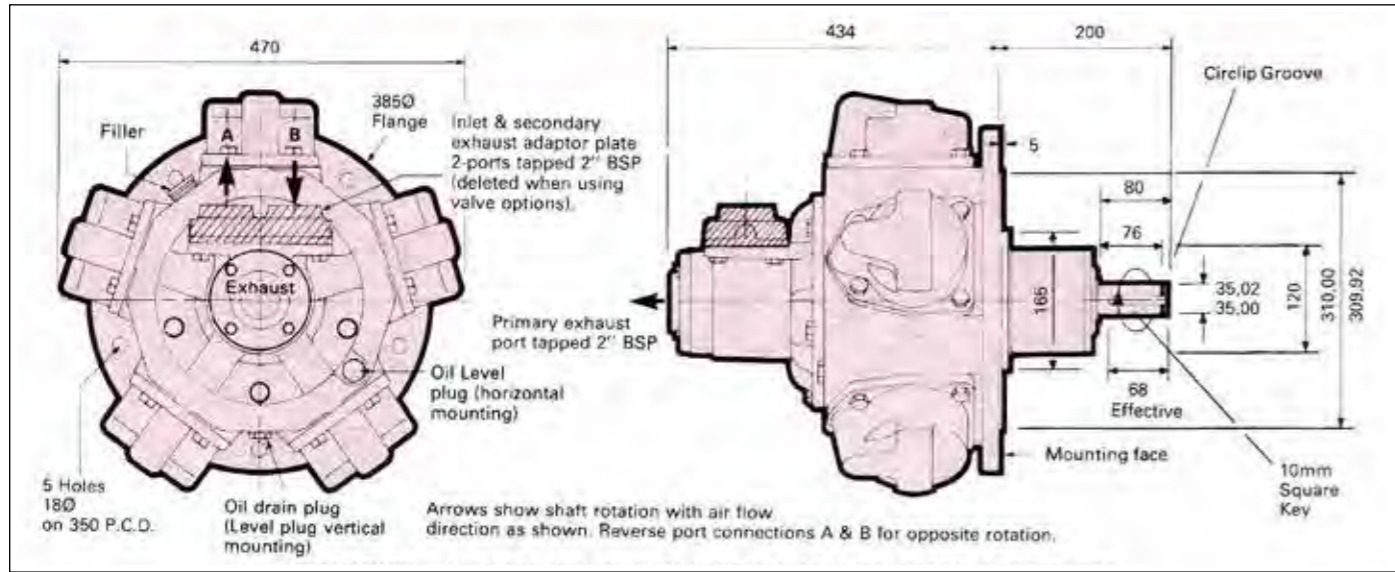 470
434
200
Circlip Groove
385Ø
Flange
Filler
A
B
Inlet & secondary
exhaust adaptor plate
2-ports tapped 2" BSP
(deleted when using
valve options).
5
80
76
Exhaust
165
35,02
35,00
120
310,00
309,92
Primary exhaust
port tapped 2" BSP
Oil Level
plug (horizontal
mounting)
68
Effective
Mounting face
10mm
Square
Key
5 Holes
18Ø
on 350 P.C.D.
Oil drain plug
(Level plug vertical
mounting)
Arrows show shaft rotation with air flow
direction as shown. Reverse port connections A & B for opposite rotation.